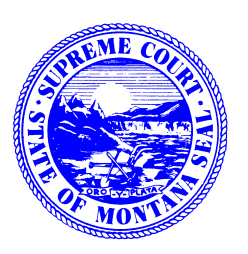 · SUPREME COURT ·
STATE OF MONTANA SEAL
ORO-Y-PLATA